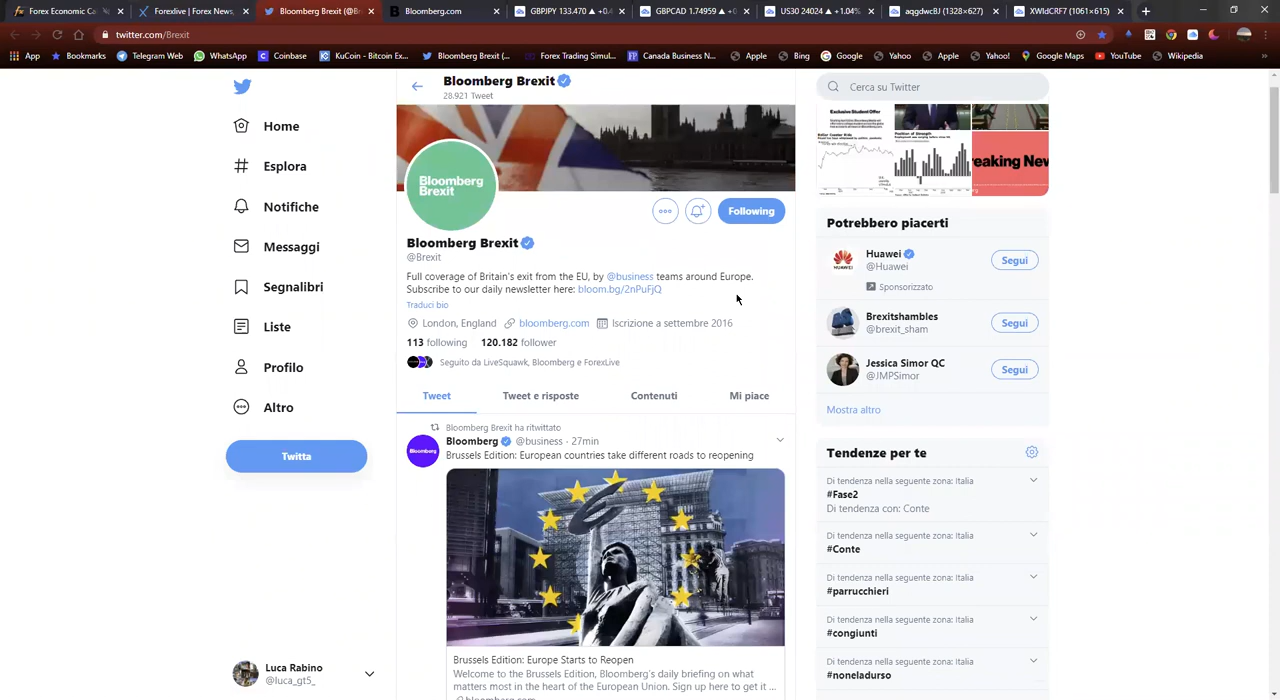 Forex Economic Ca
Forexlive | Forex News,
Bloomberg Brexit (@Br
Bloomberg.com
GBPJPY 133.470 ▲ +0.4
GBPCAD 1.74959 ▲ +0
US30 24024 ▲ +1.04%
aqgdwcBJ (1328×627)
XWldCRF7 (1061×615)
twitter.com/Brexit
App
Bookmarks
Telegram Web
WhatsApp
Coinbase
KuCoin - Bitcoin Ex...
Bloomberg Brexit (...
Forex Trading Simul...
Canada Business N...
Apple
Bing
Google
Yahoo
Apple
Yahoo!
Google Maps
YouTube
Wikipedia
Home
Esplora
Notifiche
Messaggi
Segnalibri
Liste
Profilo
Altro
Twitta
Luca Rabino
@luca_gt5_
Bloomberg Brexit
28.921 Tweet
Bloomberg
Brexit
Following
Bloomberg Brexit
@Brexit
Full coverage of Britain's exit from the EU, by @business teams around Europe.
Subscribe to our daily newsletter here: bloom.bg/2nPuFjQ
Traduci bio
London, England bloomberg.com Iscrizione a settembre 2016
113 following 120.182 follower
Seguito da LiveSquawk, Bloomberg e ForexLive
Tweet Tweet e risposte Contenuti Mi piace
Bloomberg Brexit ha ritwittato
Bloomberg @business · 27min
Brussels Edition: European countries take different roads to reopening
Bloomberg
Brussels Edition: Europe Starts to Reopen
Welcome to the Brussels Edition, Bloomberg's daily briefing on what
matters most in the heart of the European Union. Sign up here to get it ...
bloomberg.com
Cerca su Twitter
Exclusive Student Offer
Position of Strength
eaking New
Potrebbero piacerti
Huawei
@Huawei
Segui
Sponsorizzato
Brexitshambles
@brexit_sham
Segui
Jessica Simor QC
@JMPSimor
Segui
Mostra altro
Tendenze per te
Di tendenza nella seguente zona: Italia
#Fase2
Di tendenza con: Conte
Di tendenza nella seguente zona: Italia
#Conte
Di tendenza nella seguente zona: Italia
#parrucchieri
Di tendenza nella seguente zona: Italia
#congiunti
Di tendenza nella seguente zona: Italia
#noneladurso